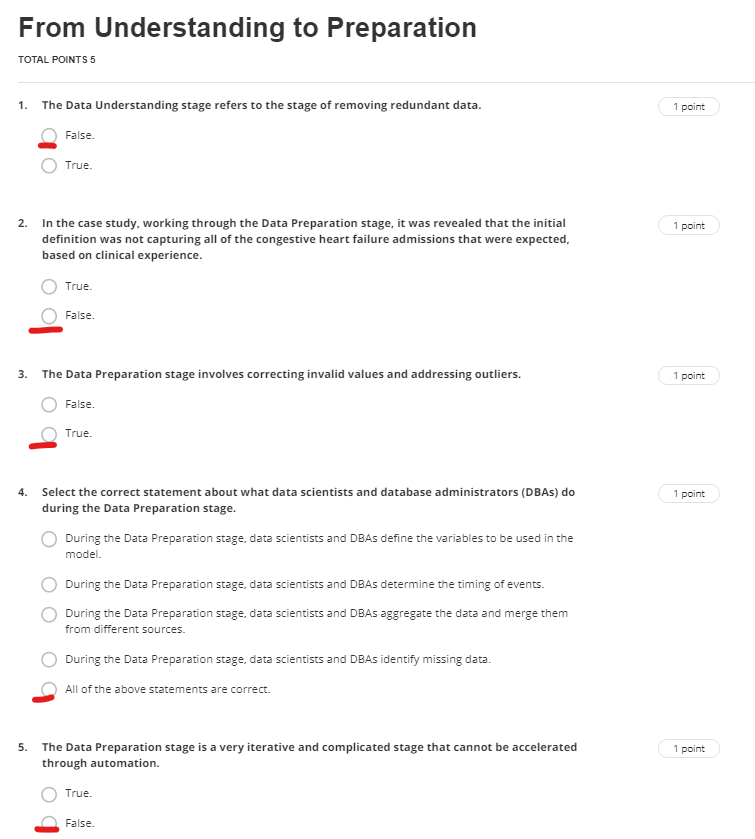 From Understanding to Preparation
TOTAL POINTS 5
1. The Data Understanding stage refers to the stage of removing redundant data. 1 point
False.
True.
2. In the case study, working through the Data Preparation stage, it was revealed that the initial 1 point
definition was not capturing all of the congestive heart failure admissions that were expected,
based on clinical experience.
True.
False.
3. The Data Preparation stage involves correcting invalid values and addressing outliers. 1 point
False.
True.
4. Select the correct statement about what data scientists and database administrators (DBAs) do 1 point
during the Data Preparation stage.
During the Data Preparation stage, data scientists and DBAs define the variables to be used in the
model.
During the Data Preparation stage, data scientists and DBAs determine the timing of events.
During the Data Preparation stage, data scientists and DBAs aggregate the data and merge them
from different sources.
During the Data Preparation stage, data scientists and DBAs identify missing data.
All of the above statements are correct.
5. The Data Preparation stage is a very iterative and complicated stage that cannot be accelerated 1 point
through automation.
True.
False.